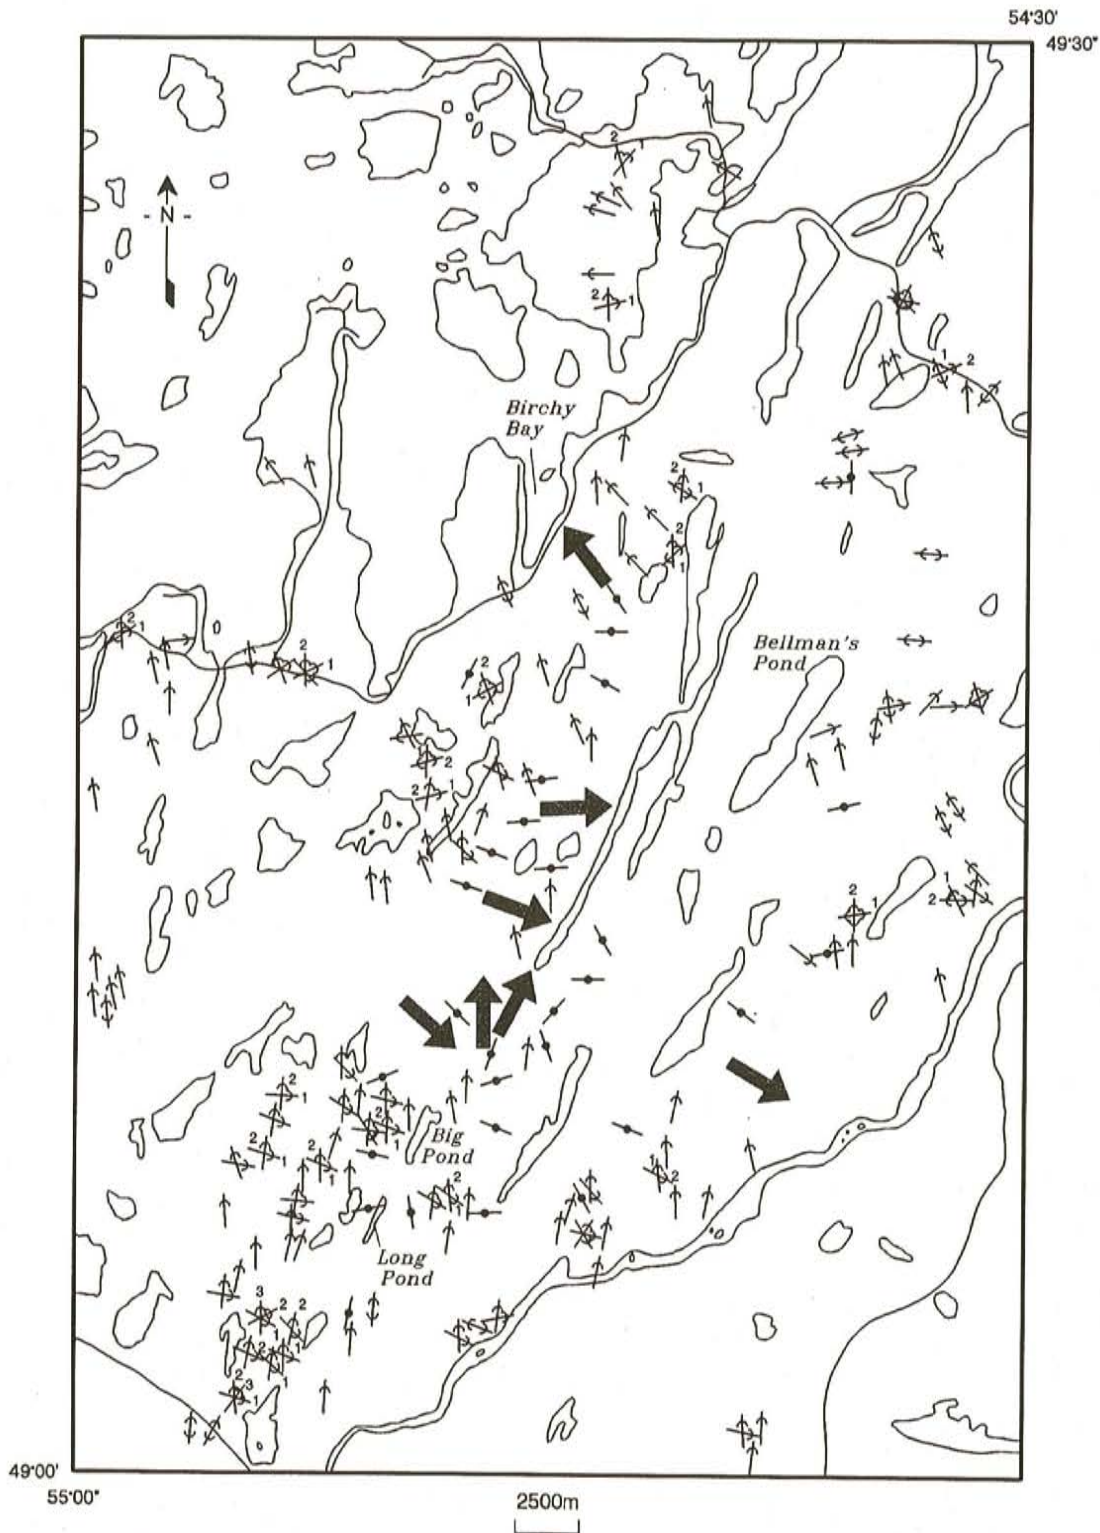 54°30'
49°30"
- N -
Birchy
Bay
Bellman's
Pond
Big
Pond
Long
Pond
49°00'
55°00"
2500m